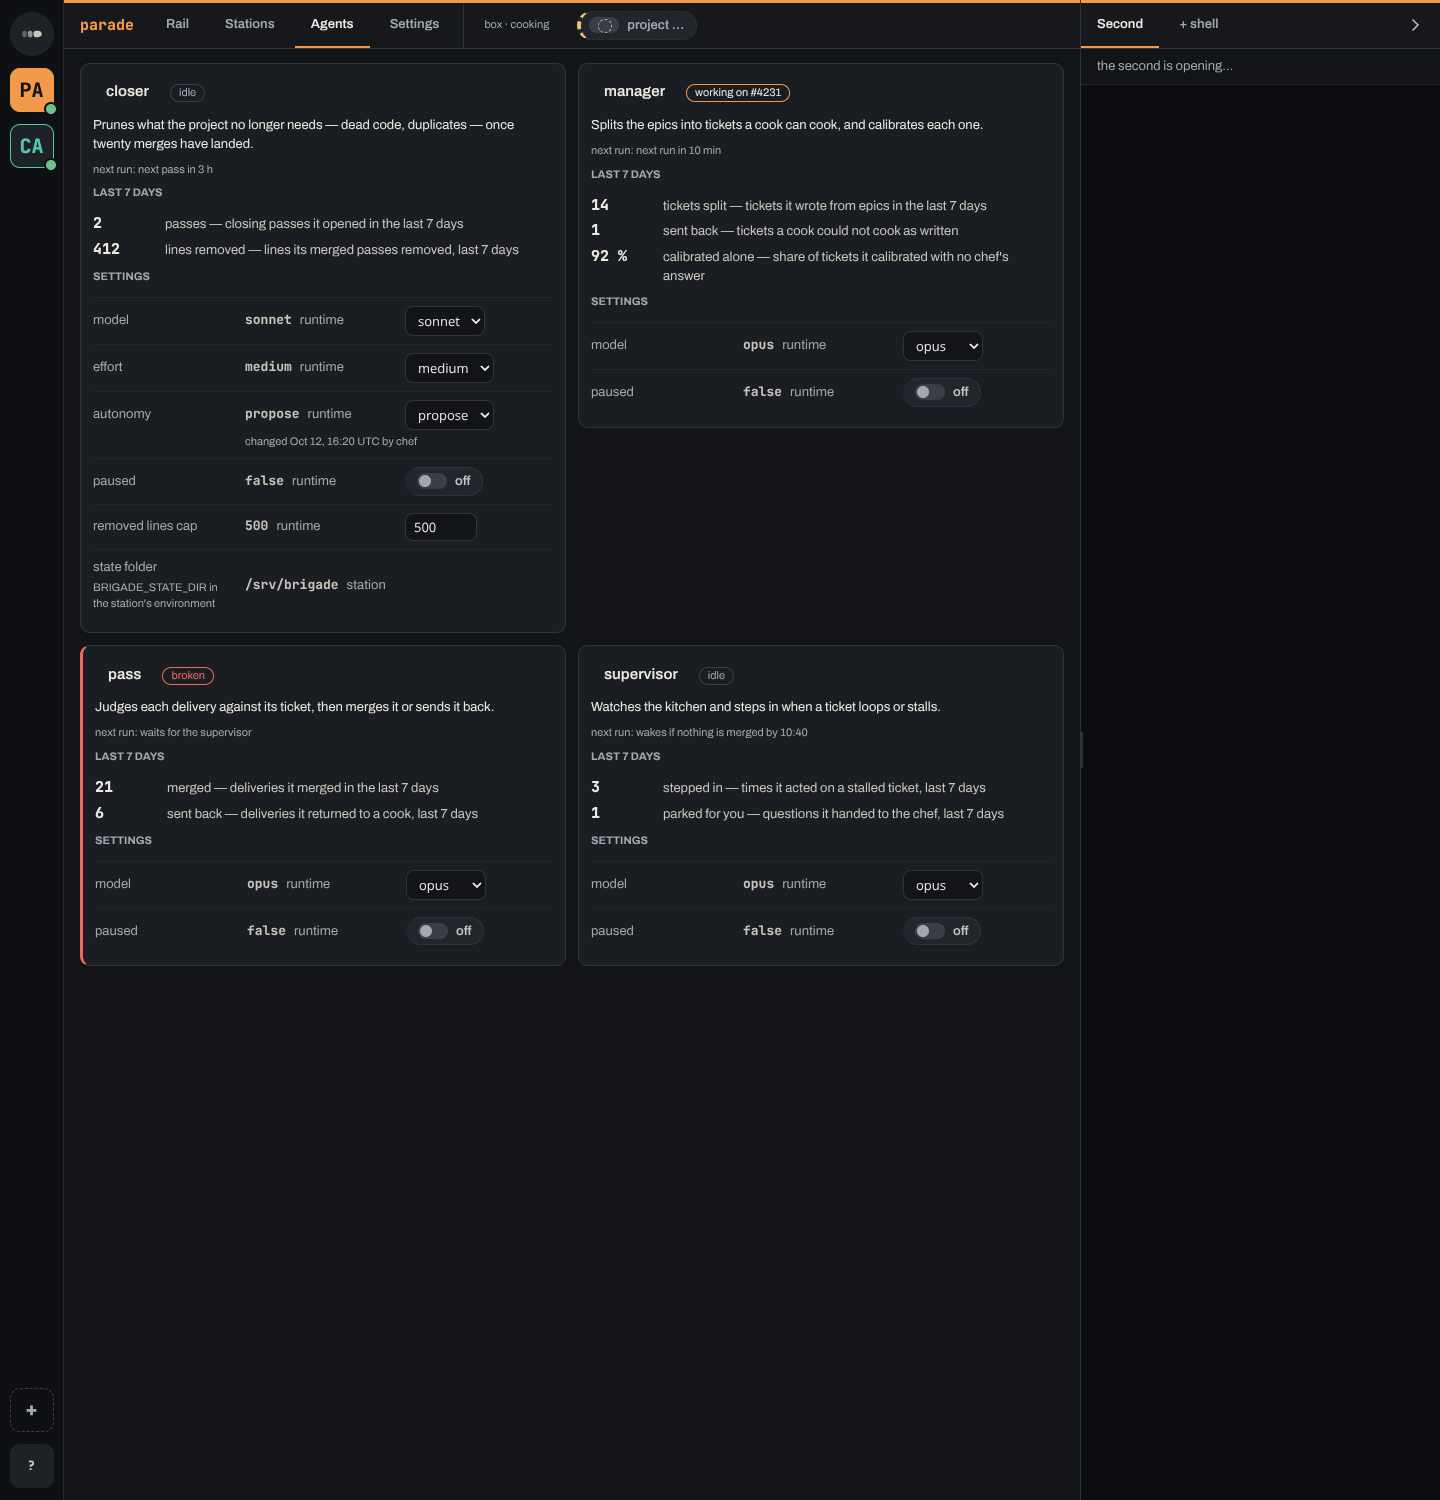 parade
Rail
Stations
Agents
Settings
box · cooking
project ...
Second
+ shell
the second is opening...
PA
CA
closer
idle
Prunes what the project no longer needs — dead code, duplicates — once
twenty merges have landed.
next run: next pass in 3 h
LAST 7 DAYS
2 passes — closing passes it opened in the last 7 days
412 lines removed — lines its merged passes removed, last 7 days
SETTINGS
model sonnet runtime sonnet
effort medium runtime medium
autonomy propose runtime propose
changed Oct 12, 16:20 UTC by chef
paused false runtime off
removed lines cap 500 runtime 500
state folder
BRIGADE_STATE_DIR in
the station's environment
/srv/brigade station
manager
working on #4231
Splits the epics into tickets a cook can cook, and calibrates each one.
next run: next run in 10 min
LAST 7 DAYS
14 tickets split — tickets it wrote from epics in the last 7 days
1 sent back — tickets a cook could not cook as written
92 % calibrated alone — share of tickets it calibrated with no chef's
answer
SETTINGS
model opus runtime opus
paused false runtime off
pass
broken
Judges each delivery against its ticket, then merges it or sends it back.
next run: waits for the supervisor
LAST 7 DAYS
21 merged — deliveries it merged in the last 7 days
6 sent back — deliveries it returned to a cook, last 7 days
SETTINGS
model opus runtime opus
paused false runtime off
supervisor
idle
Watches the kitchen and steps in when a ticket loops or stalls.
next run: wakes if nothing is merged by 10:40
LAST 7 DAYS
3 stepped in — times it acted on a stalled ticket, last 7 days
1 parked for you — questions it handed to the chef, last 7 days
SETTINGS
model opus runtime opus
paused false runtime off
+
?